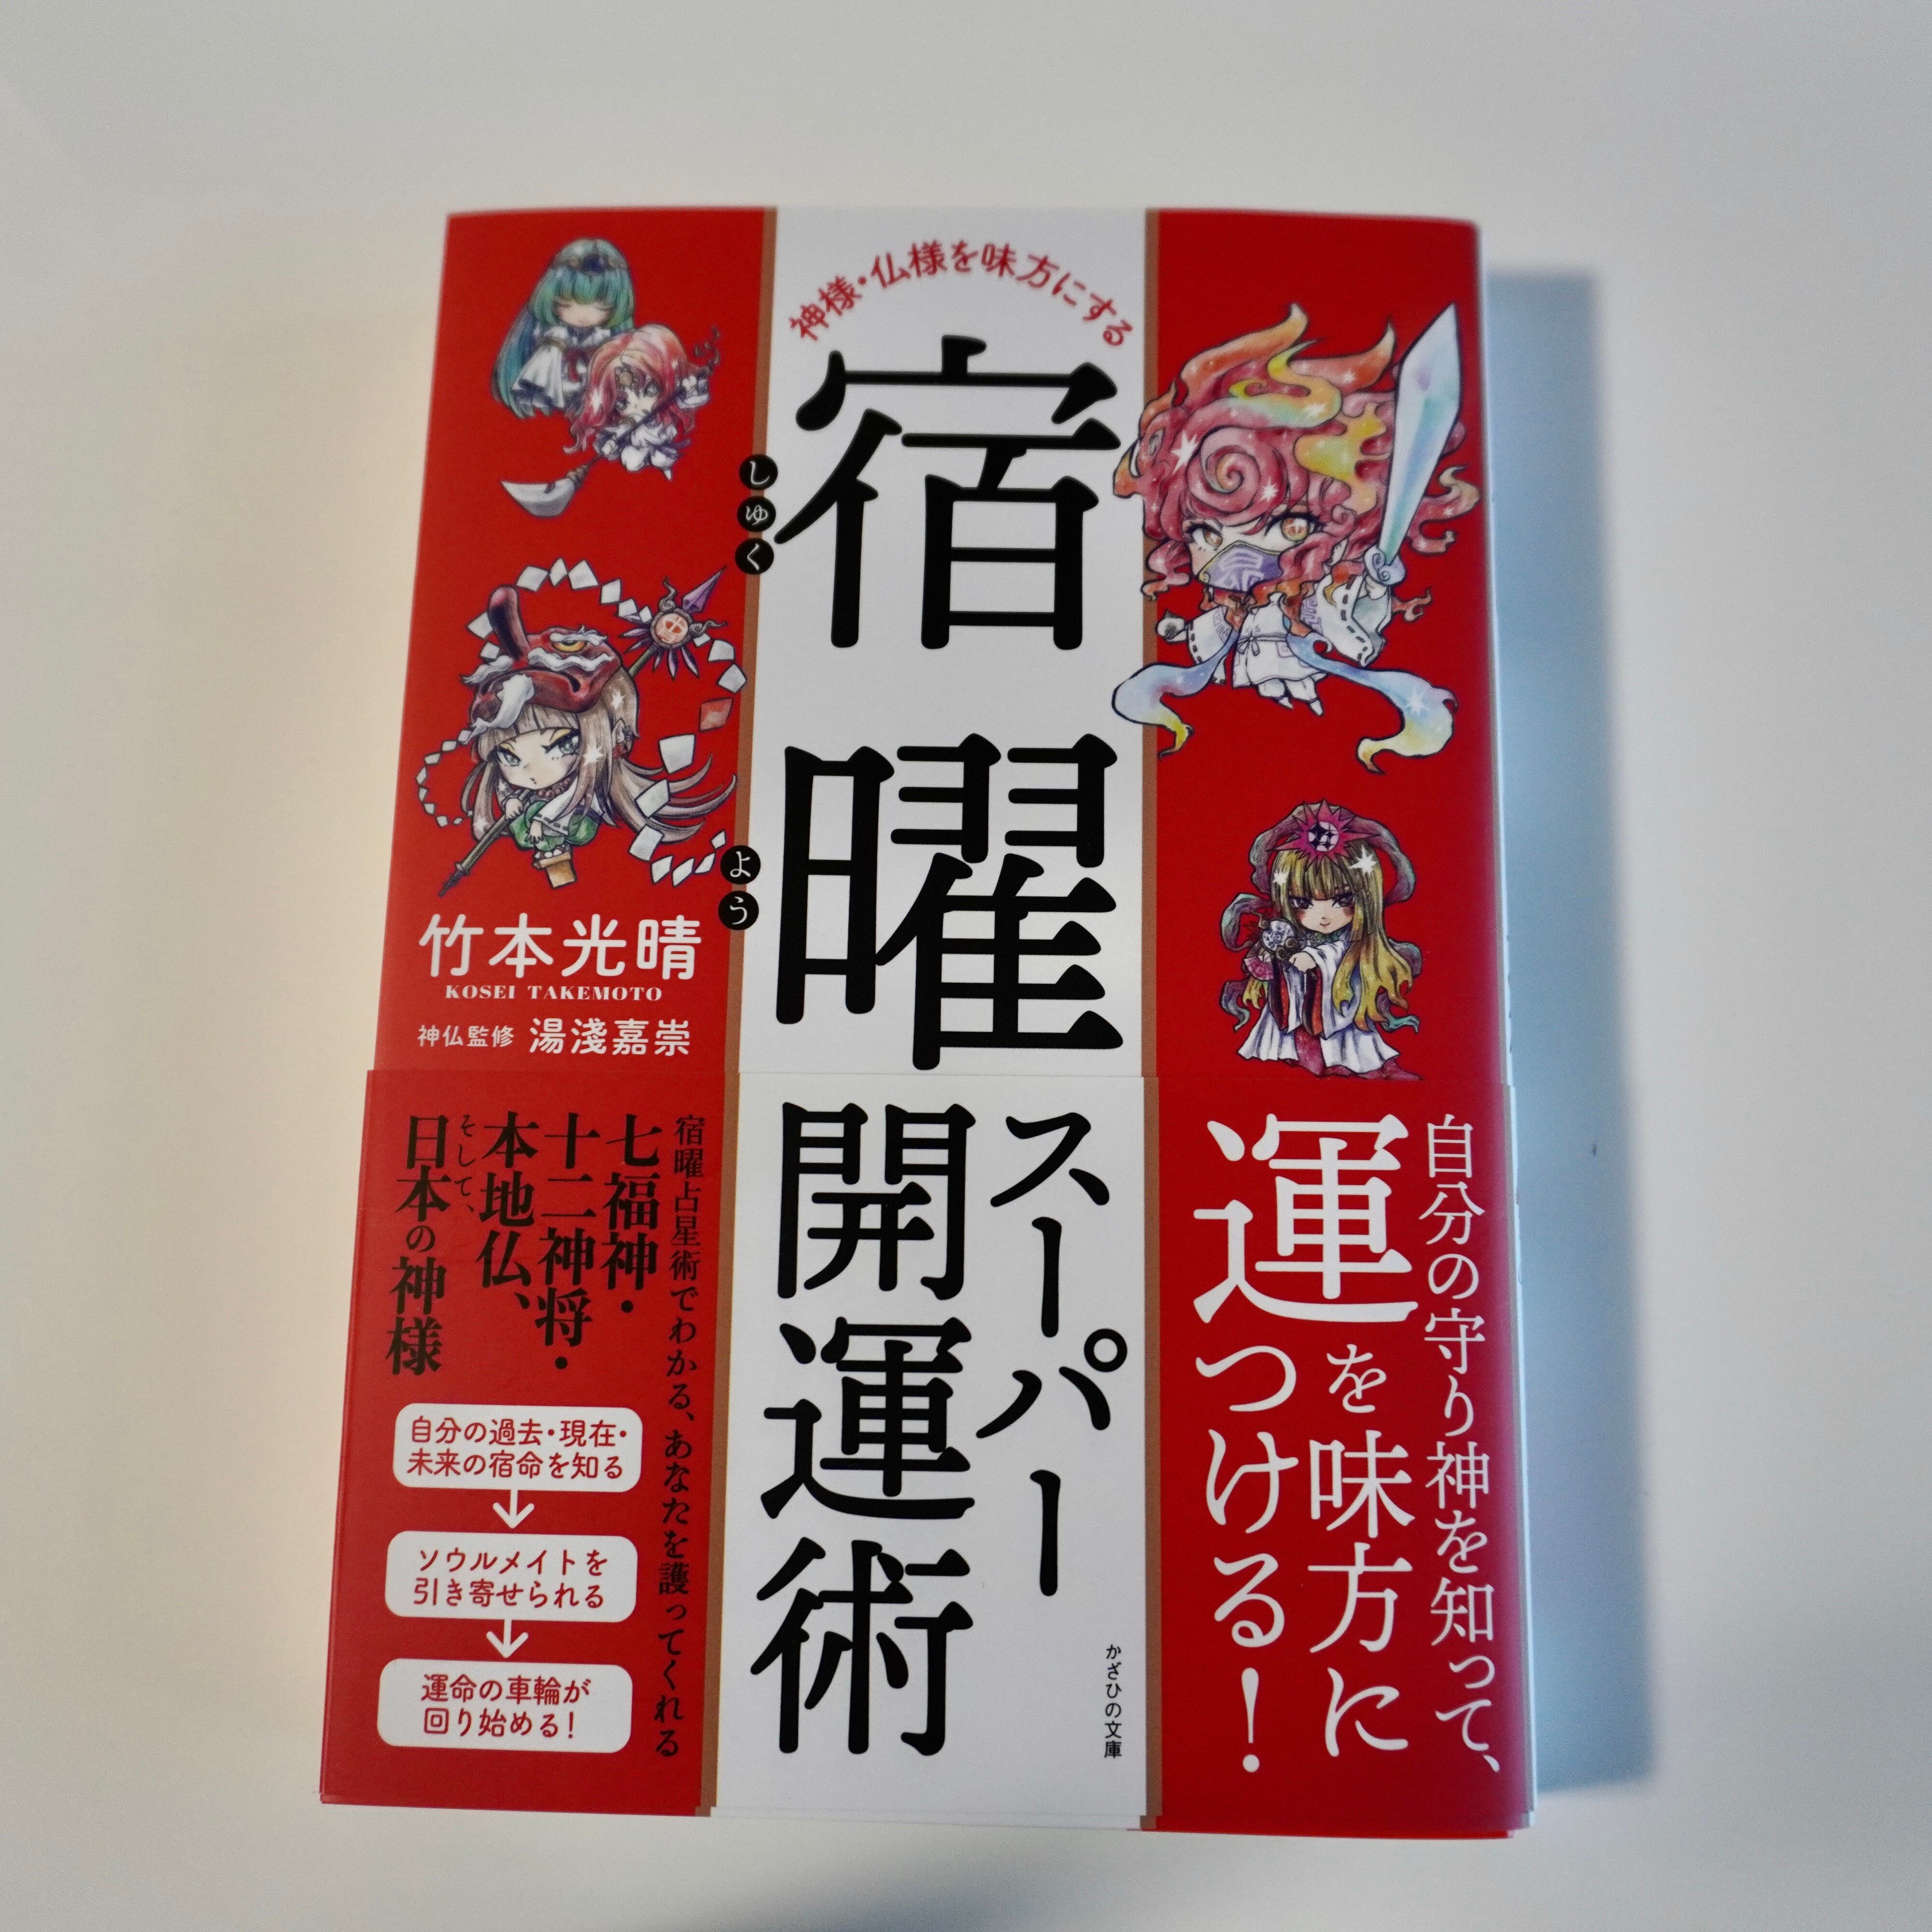 神様・仏様を味方にする
宿曜
しゅく
よう
スーパー
開運術
竹本光晴
KOSEI TAKEMOTO
神仏監修 湯淺嘉崇
自分の守り神を知って、
運を味方に
つける!
かざひの文庫
宿曜占星術でわかる、あなたを護ってくれる
七福神・
十二神将・
本地仏、
そして、
日本の神様
自分の過去・現在・
未来の宿命を知る
ソウルメイトを
引き寄せられる
運命の車輪が
回り始める!